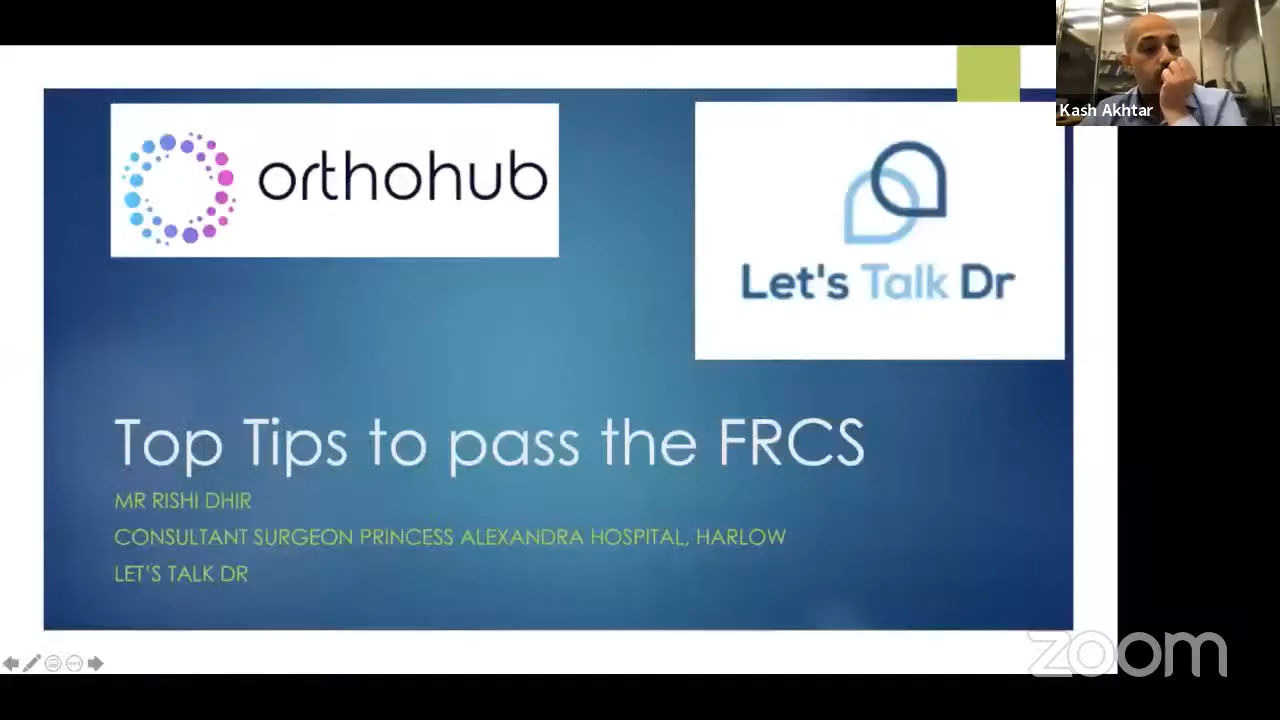 Kash Akhtar
orthohub
Let's Talk Dr
Top Tips to pass the FRCS
MR RISHI DHIR
CONSULTANT SURGEON PRINCESS ALEXANDRA HOSPITAL, HARLOW
LET'S TALK DR
zoom